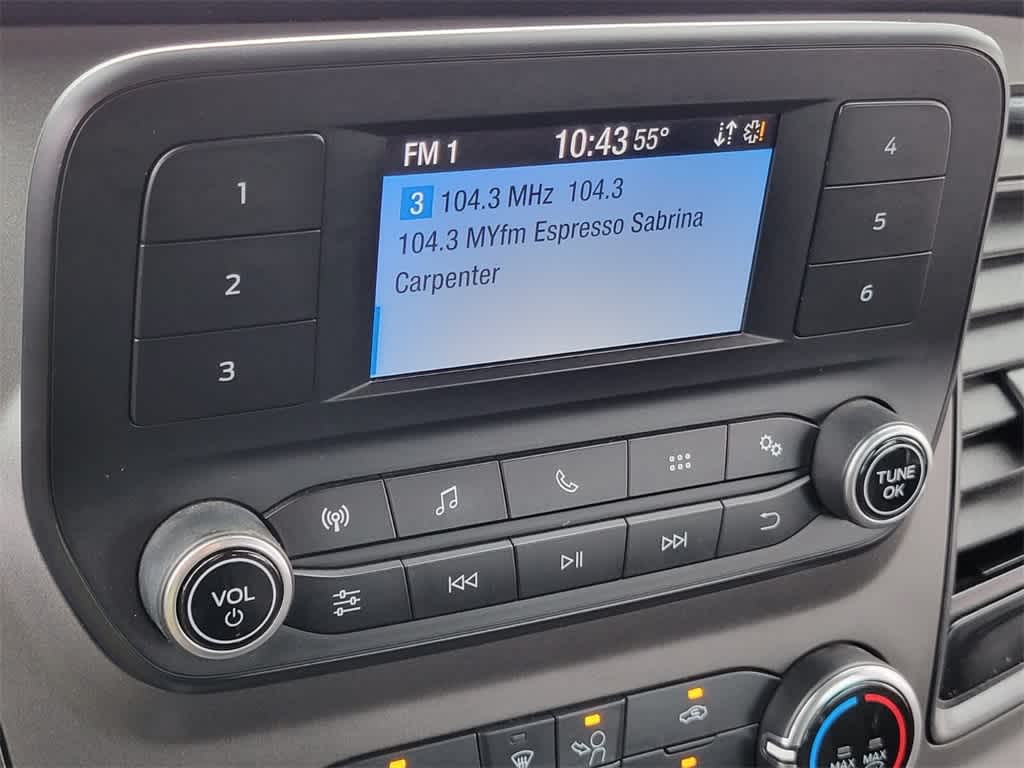 FM 1 10:43 55°
3 104.3 MHz 104.3
104.3 MYfm Espresso Sabrina
Carpenter
1
2
3
4
5
6
VOL
TUNE
OK
MAX MAX